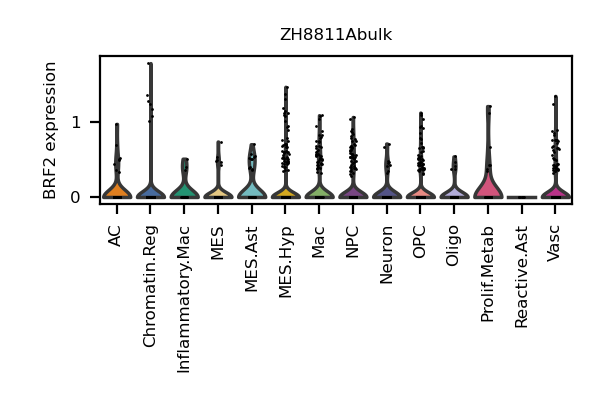 ZH8811Abulk
BRF2 expression
1
0
AC
Chromatin.Reg
Inflammatory.Mac
MES
MES.Ast
MES.Hyp
Mac
NPC
Neuron
OPC
Oligo
Prolif.Metab
Reactive.Ast
Vasc